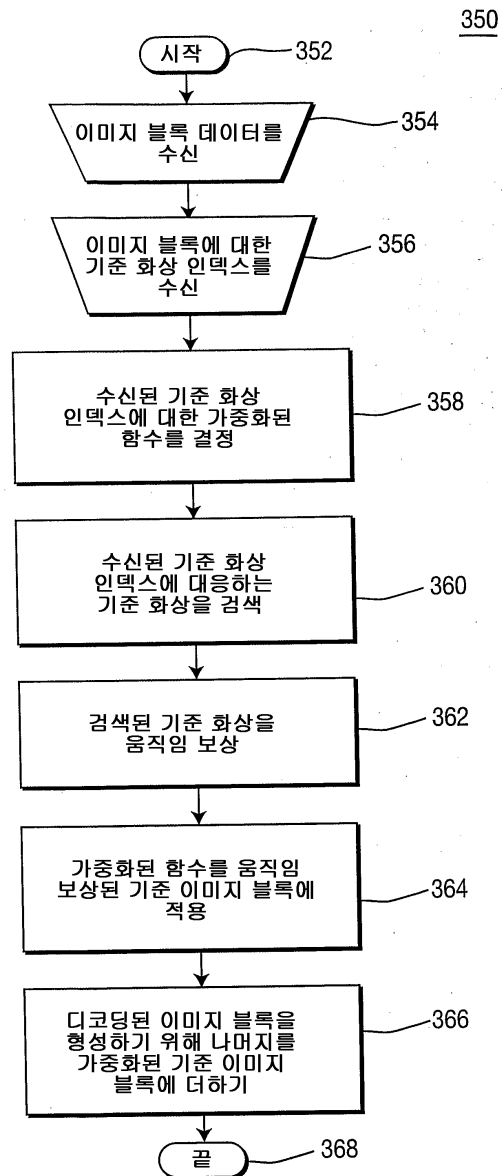 350
시작
352
이미지 블록 데이터를
수신
354
이미지 블록에 대한
기준 화상 인덱스를
수신
356
수신된 기준 화상
인덱스에 대한 가중화된
함수를 결정
358
수신된 기준 화상
인덱스에 대응하는
기준 화상을 검색
360
검색된 기준 화상을
움직임 보상
362
가중화된 함수를 움직임
보상된 기준 이미지 블록에
적용
364
디코딩된 이미지 블록을
형성하기 위해 나머지를
가중화된 기준 이미지
블록에 더하기
366
끝
368